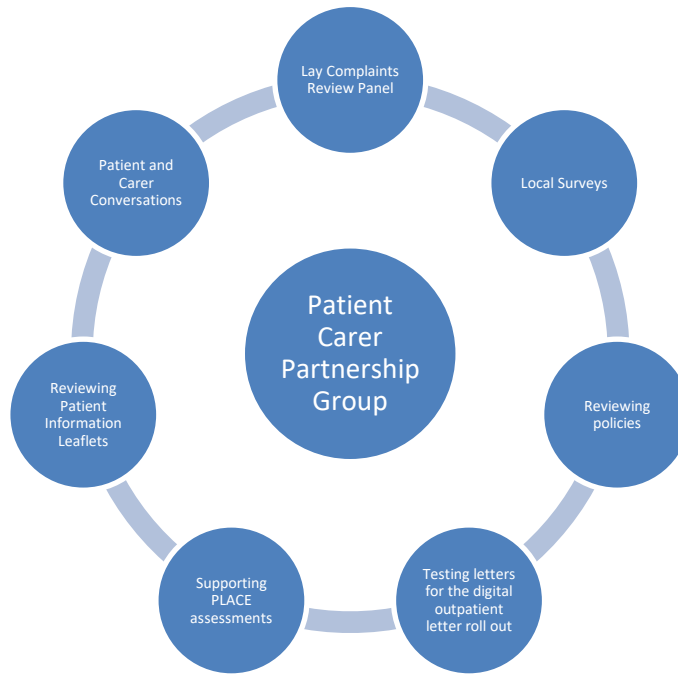 Lay Complaints
Review Panel
Patient and
Carer
Conversations
Local Surveys
Patient
Carer
Partnership
Group
Reviewing
Patient
Information
Leaflets
Reviewing
policies
Supporting
PLACE
assessments
Testing letters
for the digital
outpatient
letter roll out